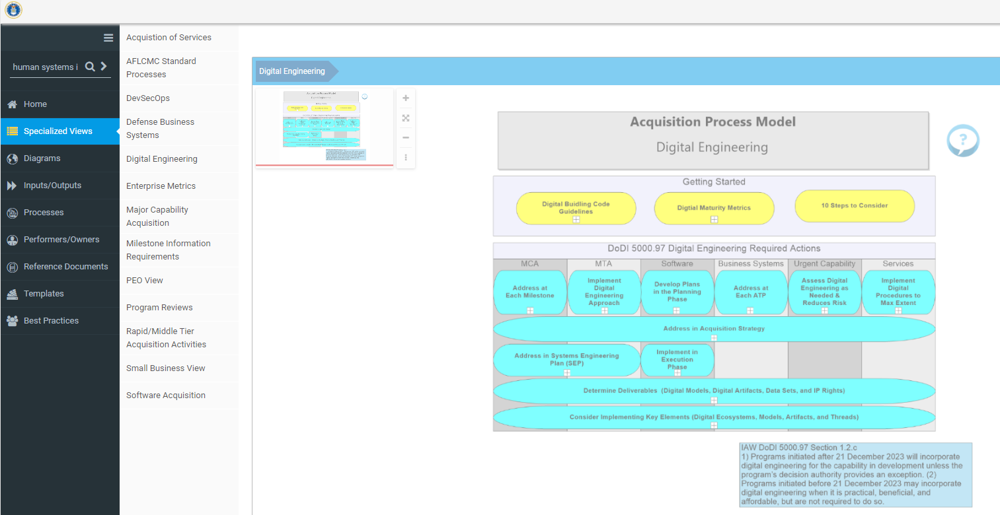 human systems i
Home
Specialized Views
Diagrams
Inputs/Outputs
Processes
Performers/Owners
Reference Documents
Templates
Best Practices
Acquistion of Services
AFLCMC Standard
Processes
DevSecOps
Defense Business
Systems
Digital Engineering
Enterprise Metrics
Major Capability
Acquisition
Milestone Information
Requirements
PEO View
Program Reviews
Rapid/Middle Tier
Acquisition Activities
Small Business View
Software Acquisition
Digital Engineering
Acquisition Process Model
Digital Engineering
Acquisition Process Model
Digital Engineering
?
Getting Started
Digital Buidling Code
Guidelines
Digtial Maturity Metrics
10 Steps to Consider
DoDI 5000.97 Digital Engineering Required Actions
MCA
MTA
Software
Business Systems
Urgent Capability
Services
Address at
Each Milestone
Implement
Digital
Engineering
Approach
Develop Plans
in the Planning
Phase
Address at
Each ATP
Assess Digital
Engineering as
Needed &
Reduces Risk
Implement
Digital
Procedures to
Max Extent
Address in Acquisition Strategy
Address in Systems Engineering
Plan (SEP)
Implement in
Execution
Phase
Determine Deliverables (Digital Models, Digital Artifacts, Data Sets, and IP Rights)
Consider Implementing Key Elements (Digital Ecosystems, Models, Artifacts, and Threads)
IAW DoDI 5000.97 Section 1.2.c
1) Programs initiated after 21 December 2023 will incorporate
digital engineering for the capability in development unless the
program's decision authority provides an exception. (2)
Programs initiated before 21 December 2023 may incorporate
digital engineering when it is practical, beneficial, and
affordable, but are not required to do so.